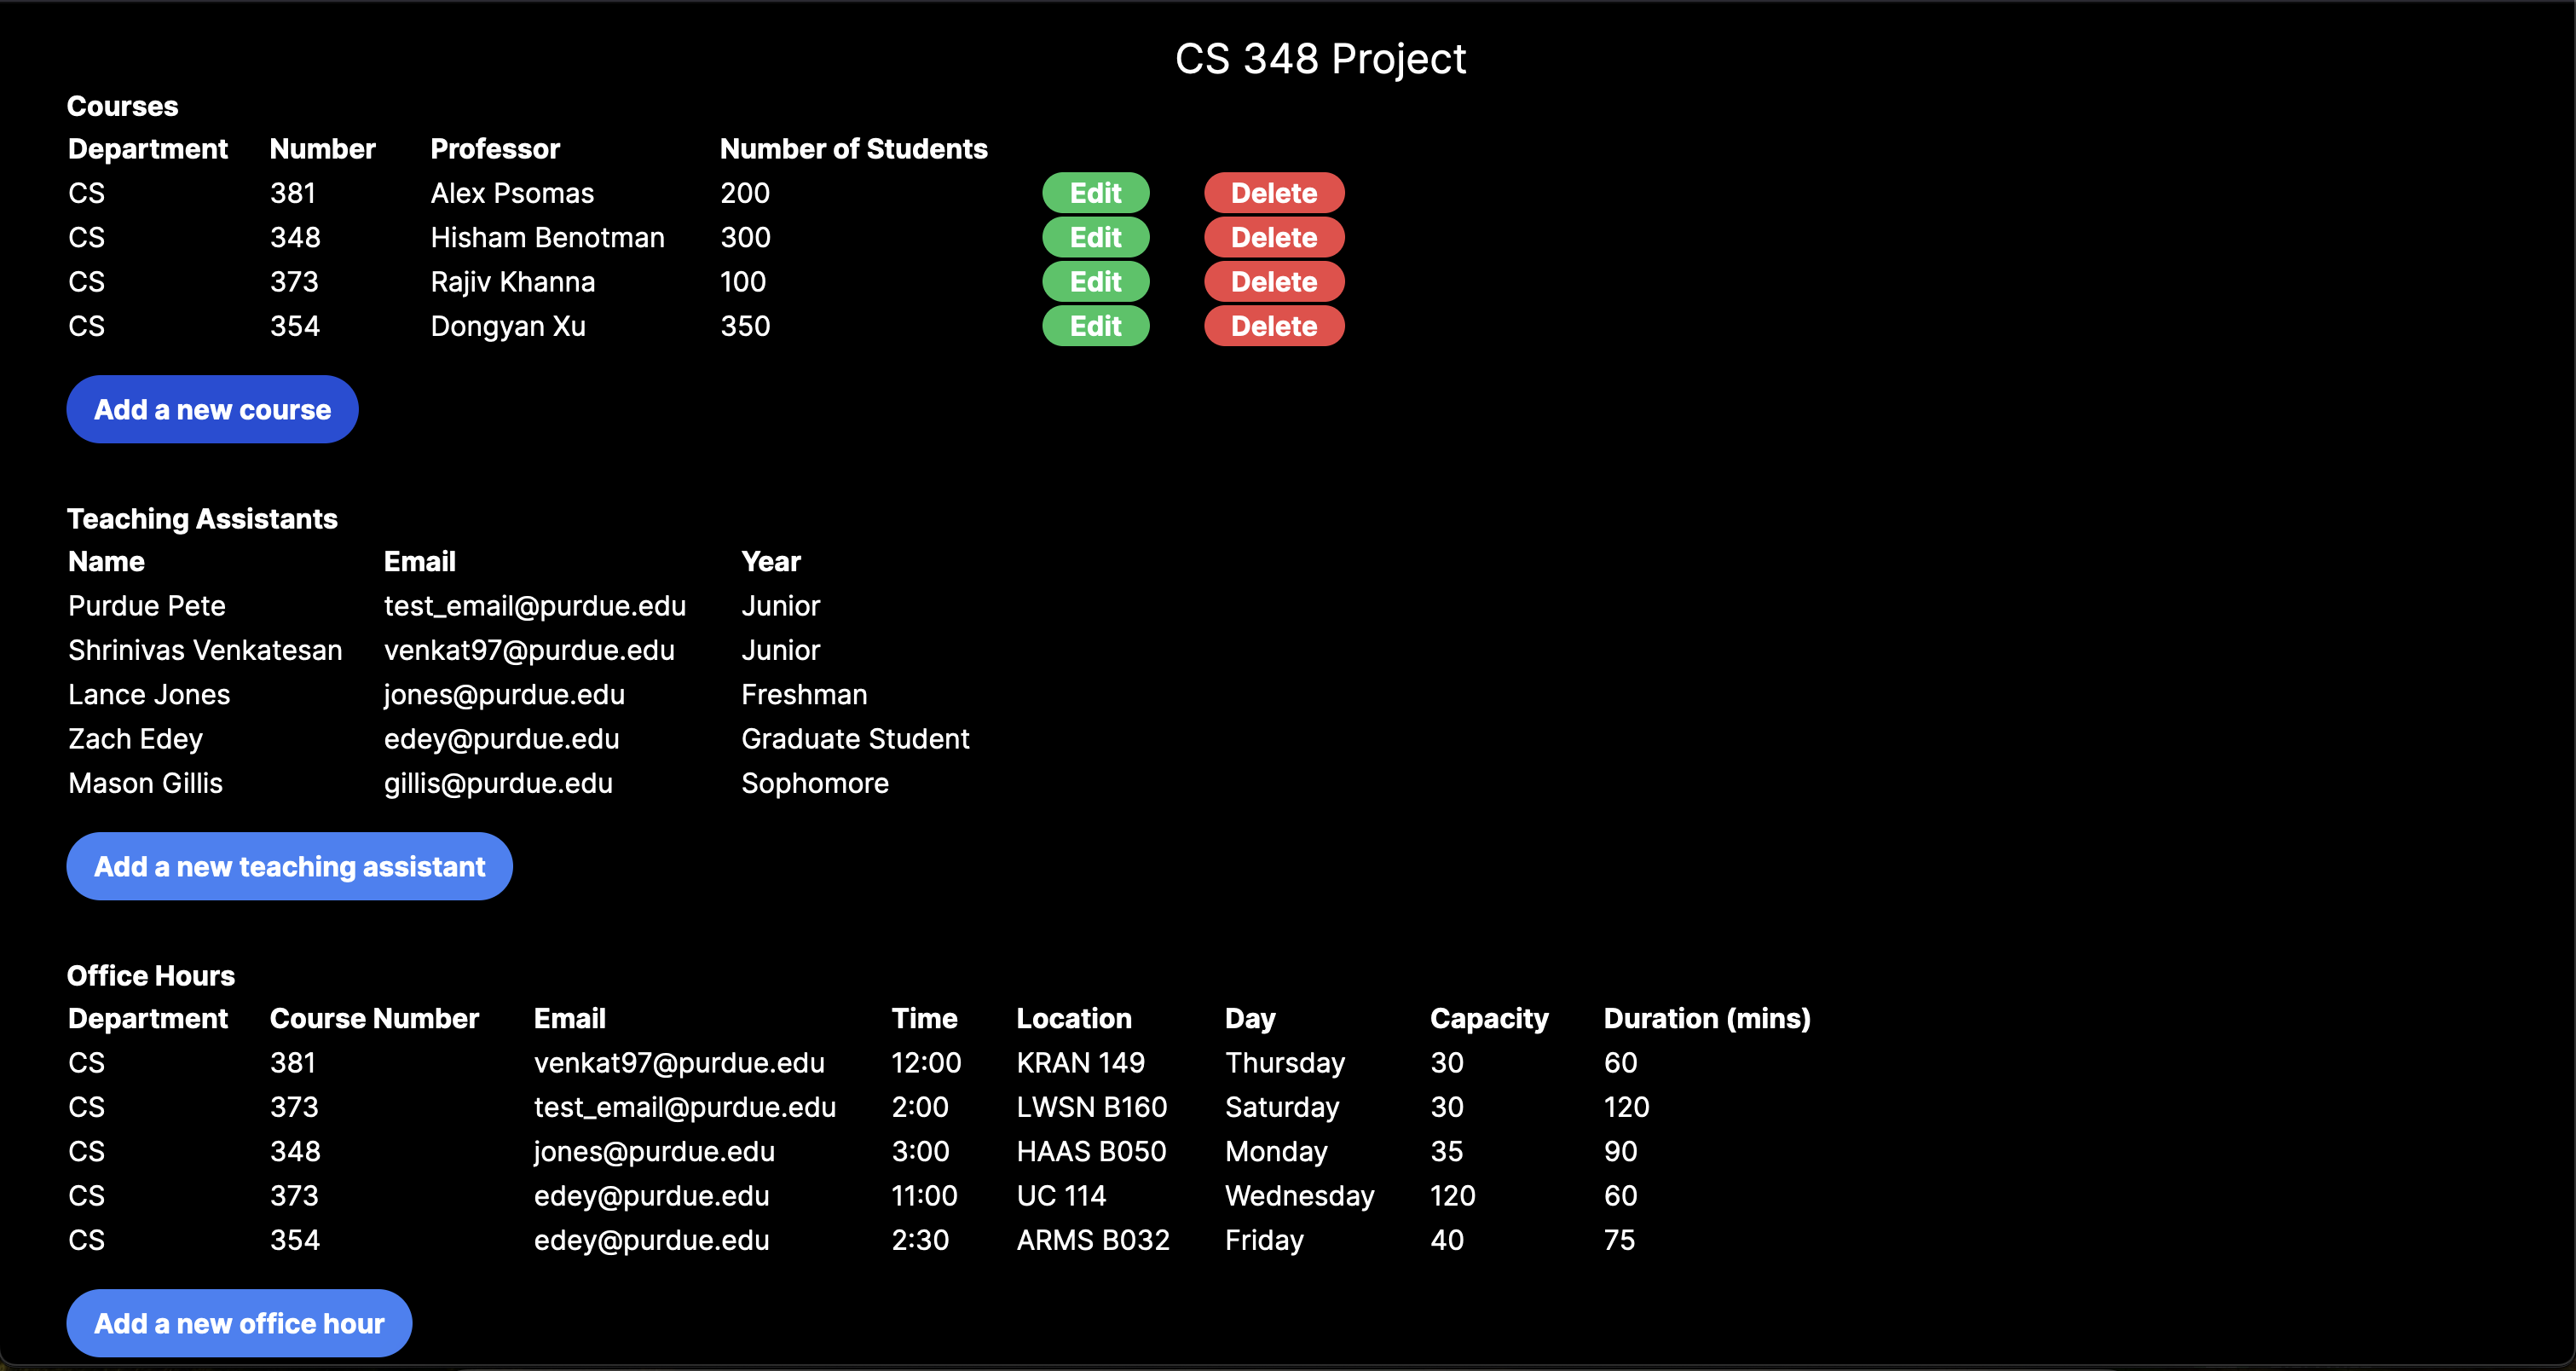 CS 348 Project
Courses
Department Number Professor Number of Students
CS 381 Alex Psomas 200 Edit Delete
CS 348 Hisham Benotman 300 Edit Delete
CS 373 Rajiv Khanna 100 Edit Delete
CS 354 Dongyan Xu 350 Edit Delete
Add a new course
Teaching Assistants
Name Email Year
Purdue Pete test_email@purdue.edu Junior
Shrinivas Venkatesan venkat97@purdue.edu Junior
Lance Jones jones@purdue.edu Freshman
Zach Edey edey@purdue.edu Graduate Student
Mason Gillis gillis@purdue.edu Sophomore
Add a new teaching assistant
Office Hours
Department Course Number Email Time Location Day Capacity Duration (mins)
CS 381 venkat97@purdue.edu 12:00 KRAN 149 Thursday 30 60
CS 373 test_email@purdue.edu 2:00 LWSN B160 Saturday 30 120
CS 348 jones@purdue.edu 3:00 HAAS B050 Monday 35 90
CS 373 edey@purdue.edu 11:00 UC 114 Wednesday 120 60
CS 354 edey@purdue.edu 2:30 ARMS B032 Friday 40 75
Add a new office hour